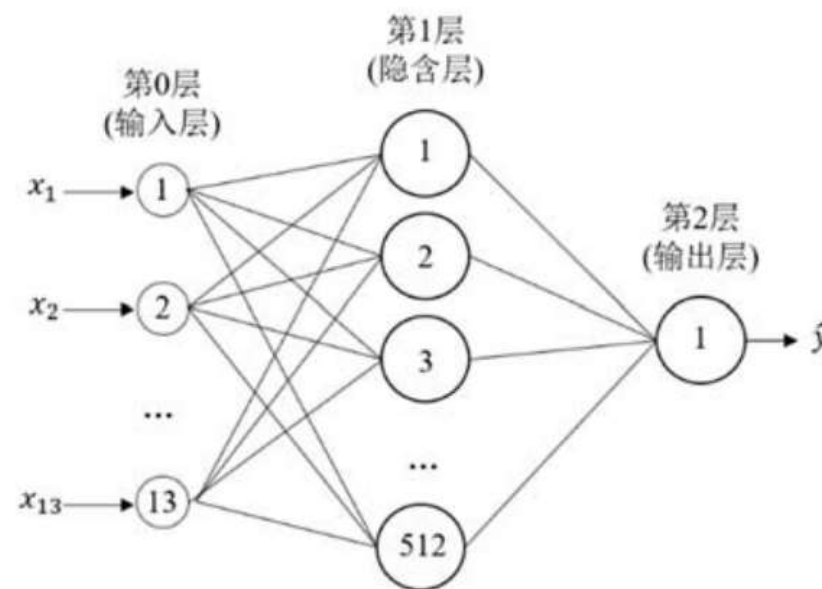 第0层
(输入层)
x₁
1
x₂
2
...
x₁₃
13
第1层
(隐含层)
1
2
3
...
512
第2层
(输出层)
1
ŷ